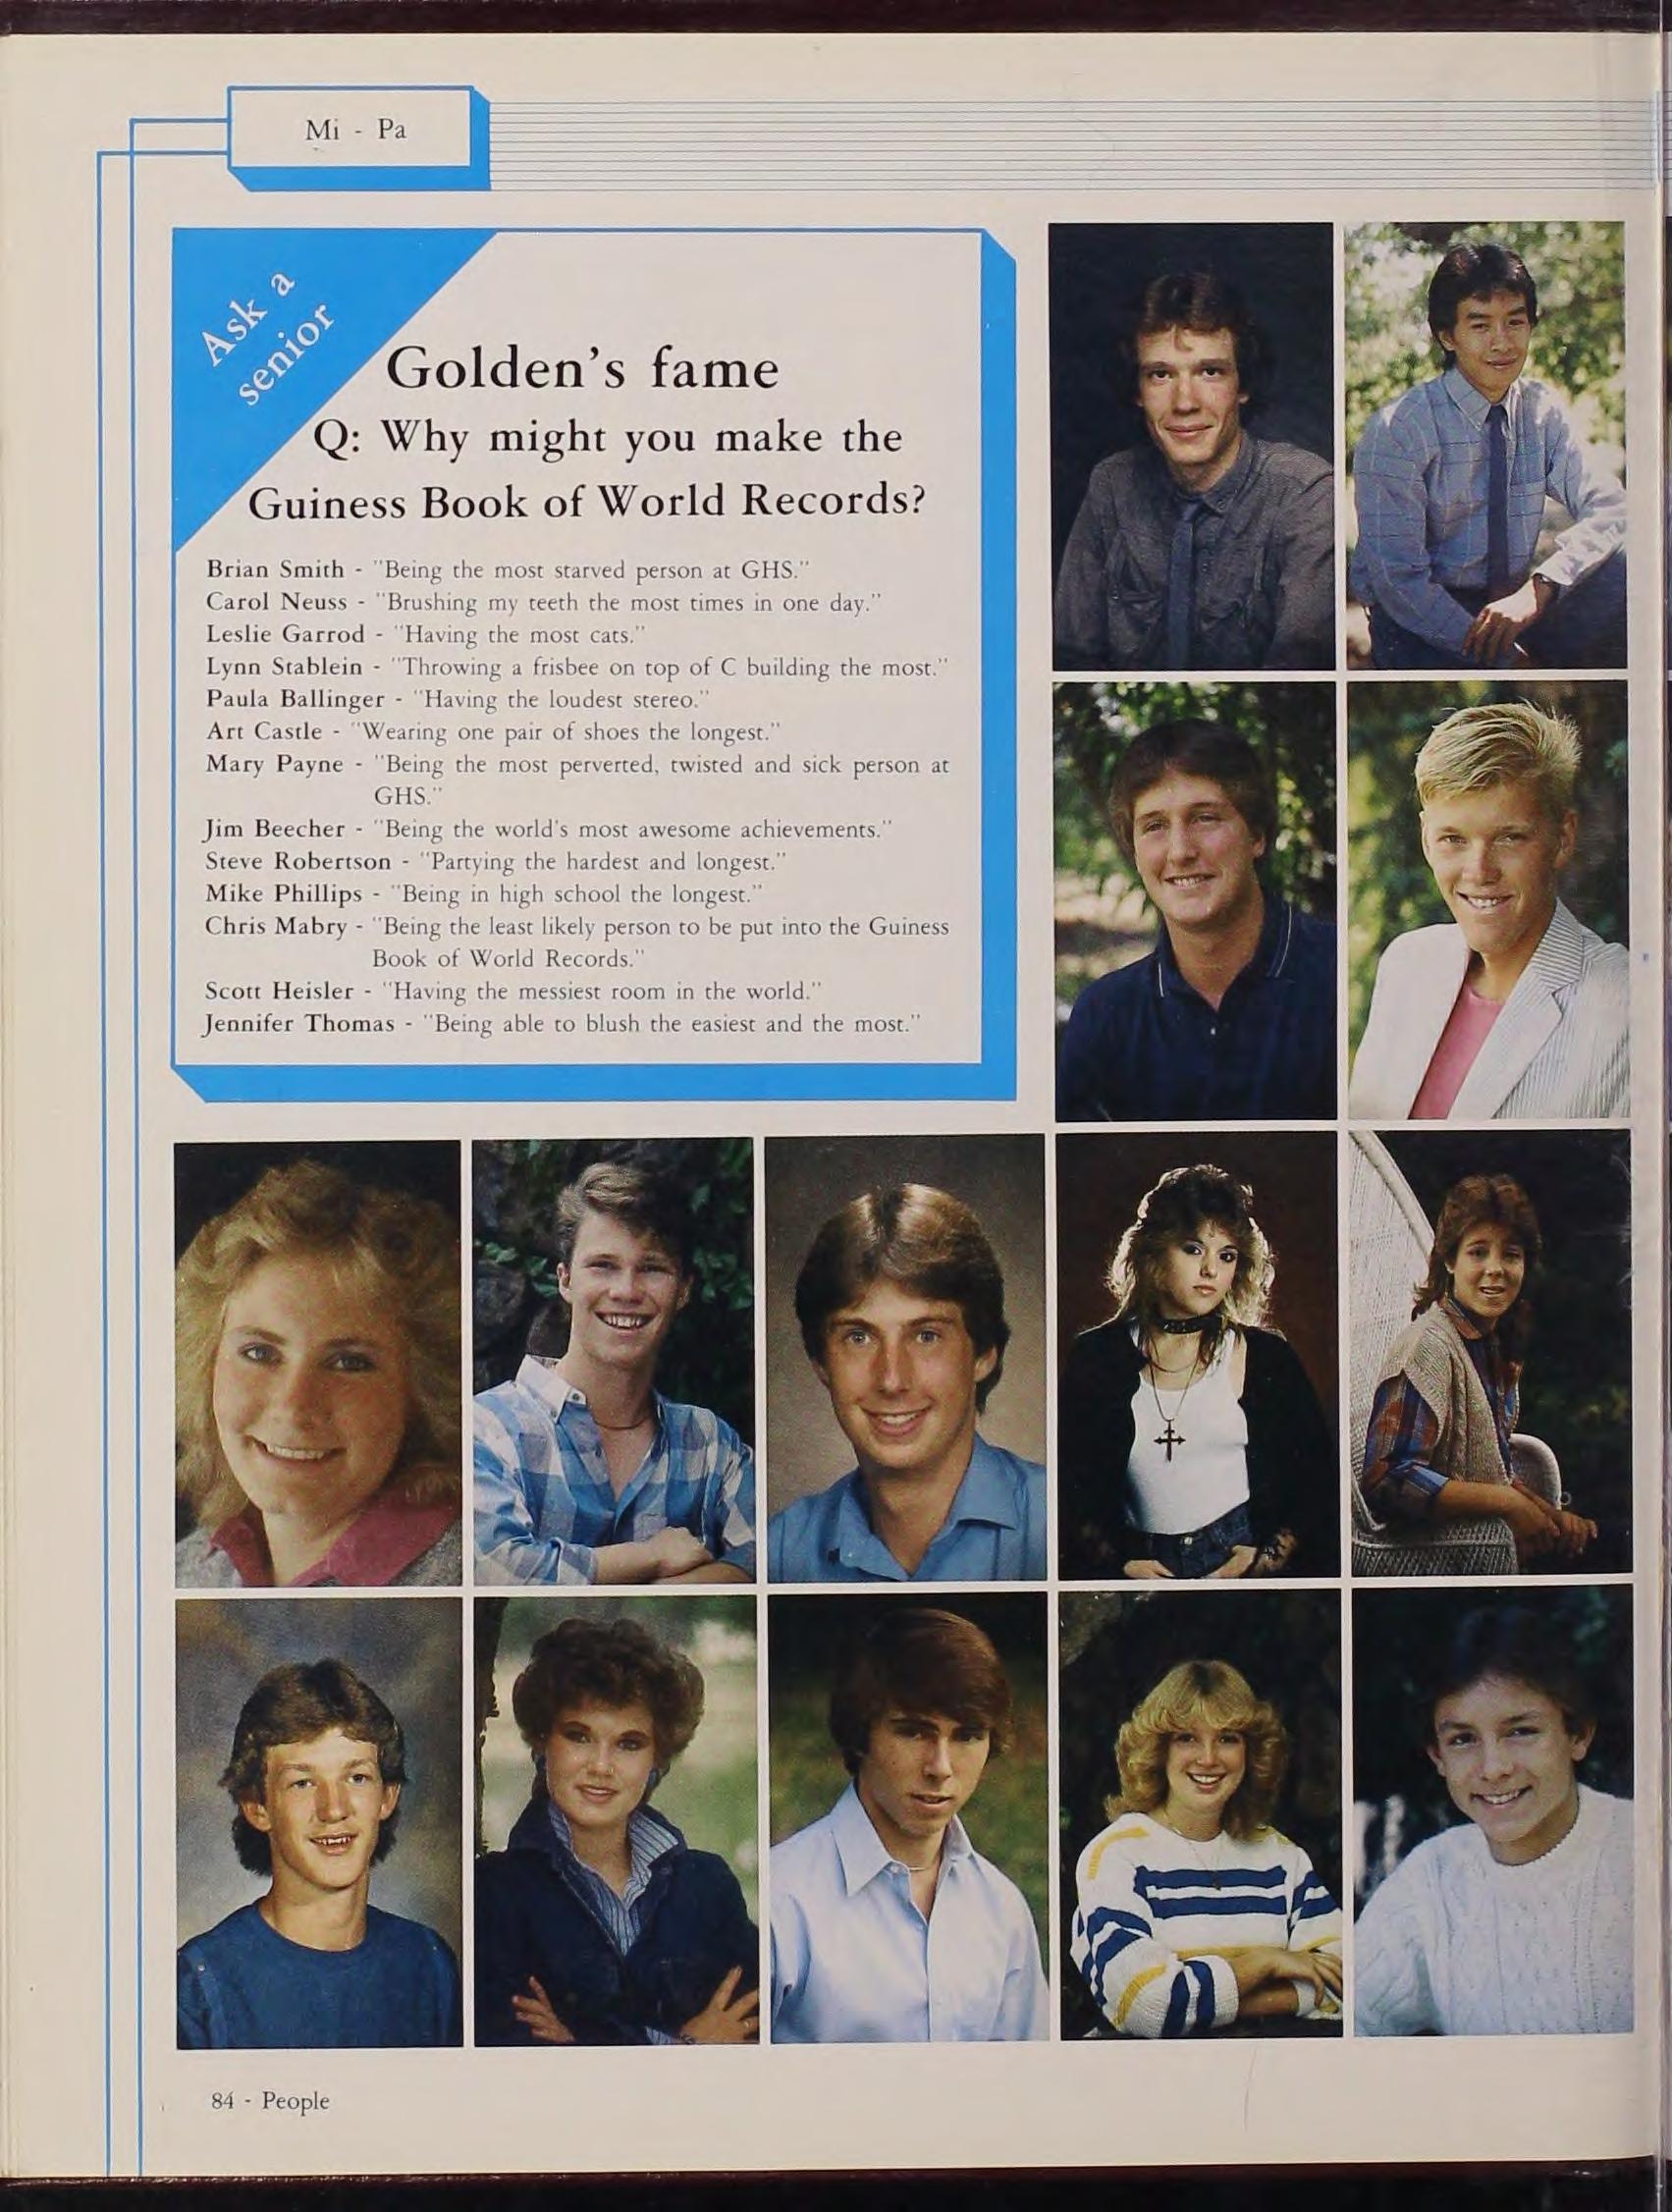 Mi - Pa
Ask a
senior
Golden's fame
Q: Why might you make the
Guiness Book of World Records?
Brian Smith - "Being the most starved person at GHS."
Carol Neuss - "Brushing my teeth the most times in one day."
Leslie Garrod - "Having the most cats."
Lynn Stablein - "Throwing a frisbee on top of C building the most."
Paula Ballinger - "Having the loudest stereo."
Art Castle - "Wearing one pair of shoes the longest."
Mary Payne - "Being the most perverted, twisted and sick person at
GHS."
Jim Beecher - "Being the world's most awesome achievements."
Steve Robertson - "Partying the hardest and longest."
Mike Phillips - "Being in high school the longest."
Chris Mabry - "Being the least likely person to be put into the Guiness
Book of World Records."
Scott Heisler - "Having the messiest room in the world."
Jennifer Thomas - "Being able to blush the easiest and the most."
84 - People